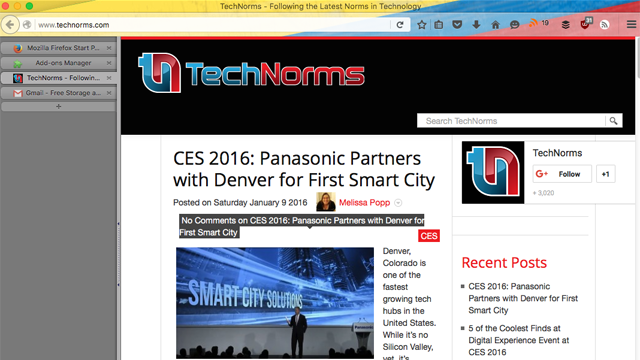 TechNorms - Following the Latest Norms in Technology
www.technorms.com
19
31
Mozilla Firefox Start P...
Add-ons Manager
TechNorms - Followin...
Gmail - Free Storage a...
TechNorms
Search TechNorms
CES 2016: Panasonic Partners
with Denver for First Smart City
Posted on Saturday January 9 2016
Melissa Popp
No Comments on CES 2016: Panasonic Partners with Denver for
First Smart City
CES
SMART CITY SOLUTIONS
Panasonic
Denver,
Colorado is
one of the
fastest
growing tech
hubs in the
United States.
While it's no
Silicon Valley,
yet, it's
TechNorms
G+ Follow
+1
+ 3,020
Recent Posts
CES 2016: Panasonic
Partners with Denver for First
Smart City
5 of the Coolest Finds at
Digital Experience Event at
CES 2016